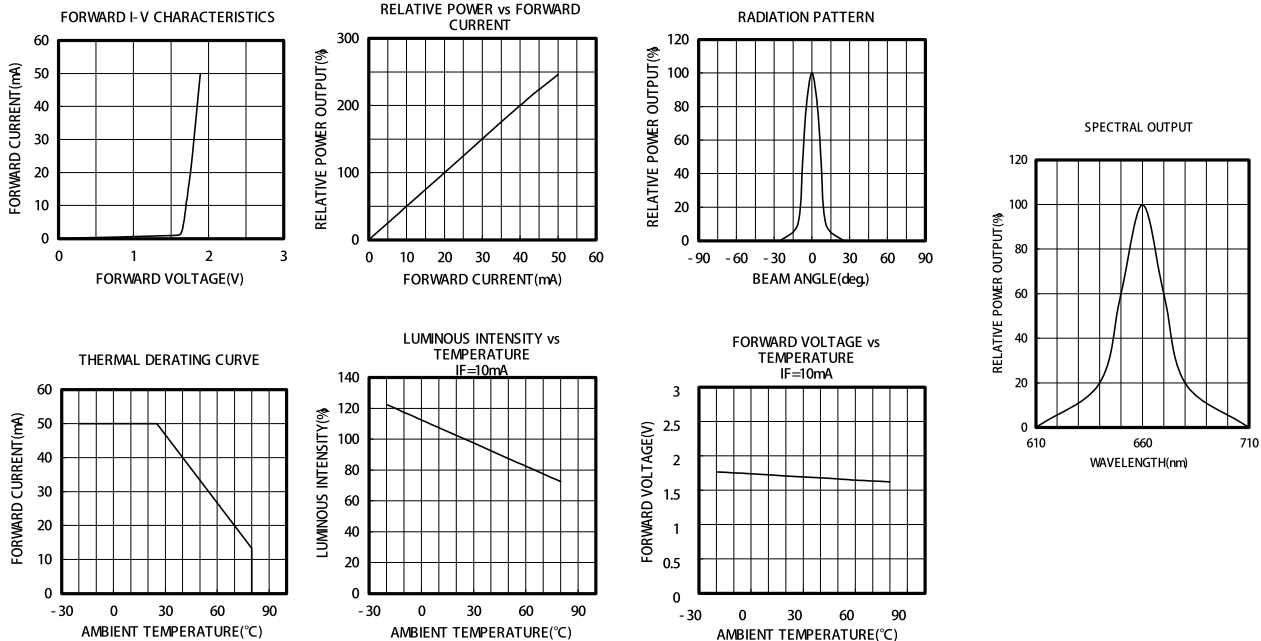 FORWARD I-V CHARACTERISTICS
60
50
40
30
20
10
0
0 1 2 3
FORWARD CURRENT(mA)
FORWARD VOLTAGE(V)
RELATIVE POWER vs FORWARD
CURRENT
300
200
100
0
0 10 20 30 40 50 60
RELATIVE POWER OUTPUT(%)
FORWARD CURRENT(mA)
RADIATION PATTERN
120
100
80
60
40
20
0
-90 -60 -30 0 30 60 90
RELATIVE POWER OUTPUT(%)
BEAM ANGLE(deg.)
SPECTRAL OUTPUT
120
100
80
60
40
20
0
610 660 710
RELATIVE POWER OUTPUT(%)
WAVELENGTH(nm)
THERMAL DERATING CURVE
60
50
40
30
20
10
0
-30 0 30 60 90
FORWARD CURRENT(mA)
AMBIENT TEMPERATURE(°C)
LUMINOUS INTENSITY vs
TEMPERATURE
IF=10mA
140
120
100
80
60
40
20
0
-30 0 30 60 90
LUMINOUS INTENSITY(%)
AMBIENT TEMPERATURE(°C)
FORWARD VOLTAGE vs
TEMPERATURE
IF=10mA
3
2.5
2
1.5
1
0.5
0
-30 0 30 60 90
FORWARD VOLTAGE(V)
AMBIENT TEMPERATURE(°C)